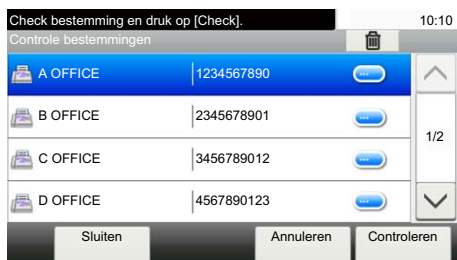 Check bestemming en druk op [Check].
10:10
Controle bestemmingen
A OFFICE 1234567890
B OFFICE 2345678901
1/2
C OFFICE 3456789012
D OFFICE 4567890123
Sluiten Annuleren Controleren